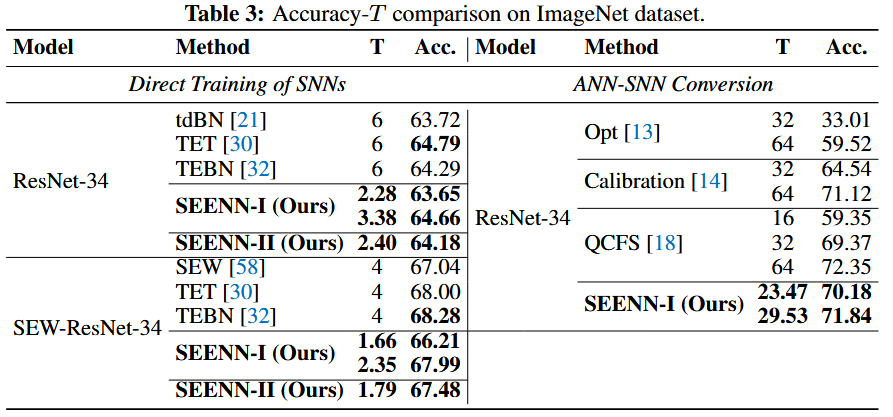 Table 3: Accuracy-T comparison on ImageNet dataset.
Model Method T Acc. Model Method T Acc.
Direct Training of SNNs ANN-SNN Conversion
ResNet-34
tdBN [21] 6 63.72
TET [30] 6 64.79
TEBN [32] 6 64.29
SEENN-I (Ours)
2.28 63.65
3.38 64.66
SEENN-II (Ours) 2.40 64.18
SEW-ResNet-34
SEW [58] 4 67.04
TET [30] 4 68.00
TEBN [32] 4 68.28
SEENN-I (Ours)
1.66 66.21
2.35 67.99
SEENN-II (Ours) 1.79 67.48
ResNet-34
Opt [13]
32 33.01
64 59.52
Calibration [14]
32 64.54
64 71.12
QCFS [18]
16 59.35
32 69.37
64 72.35
SEENN-I (Ours)
23.47 70.18
29.53 71.84